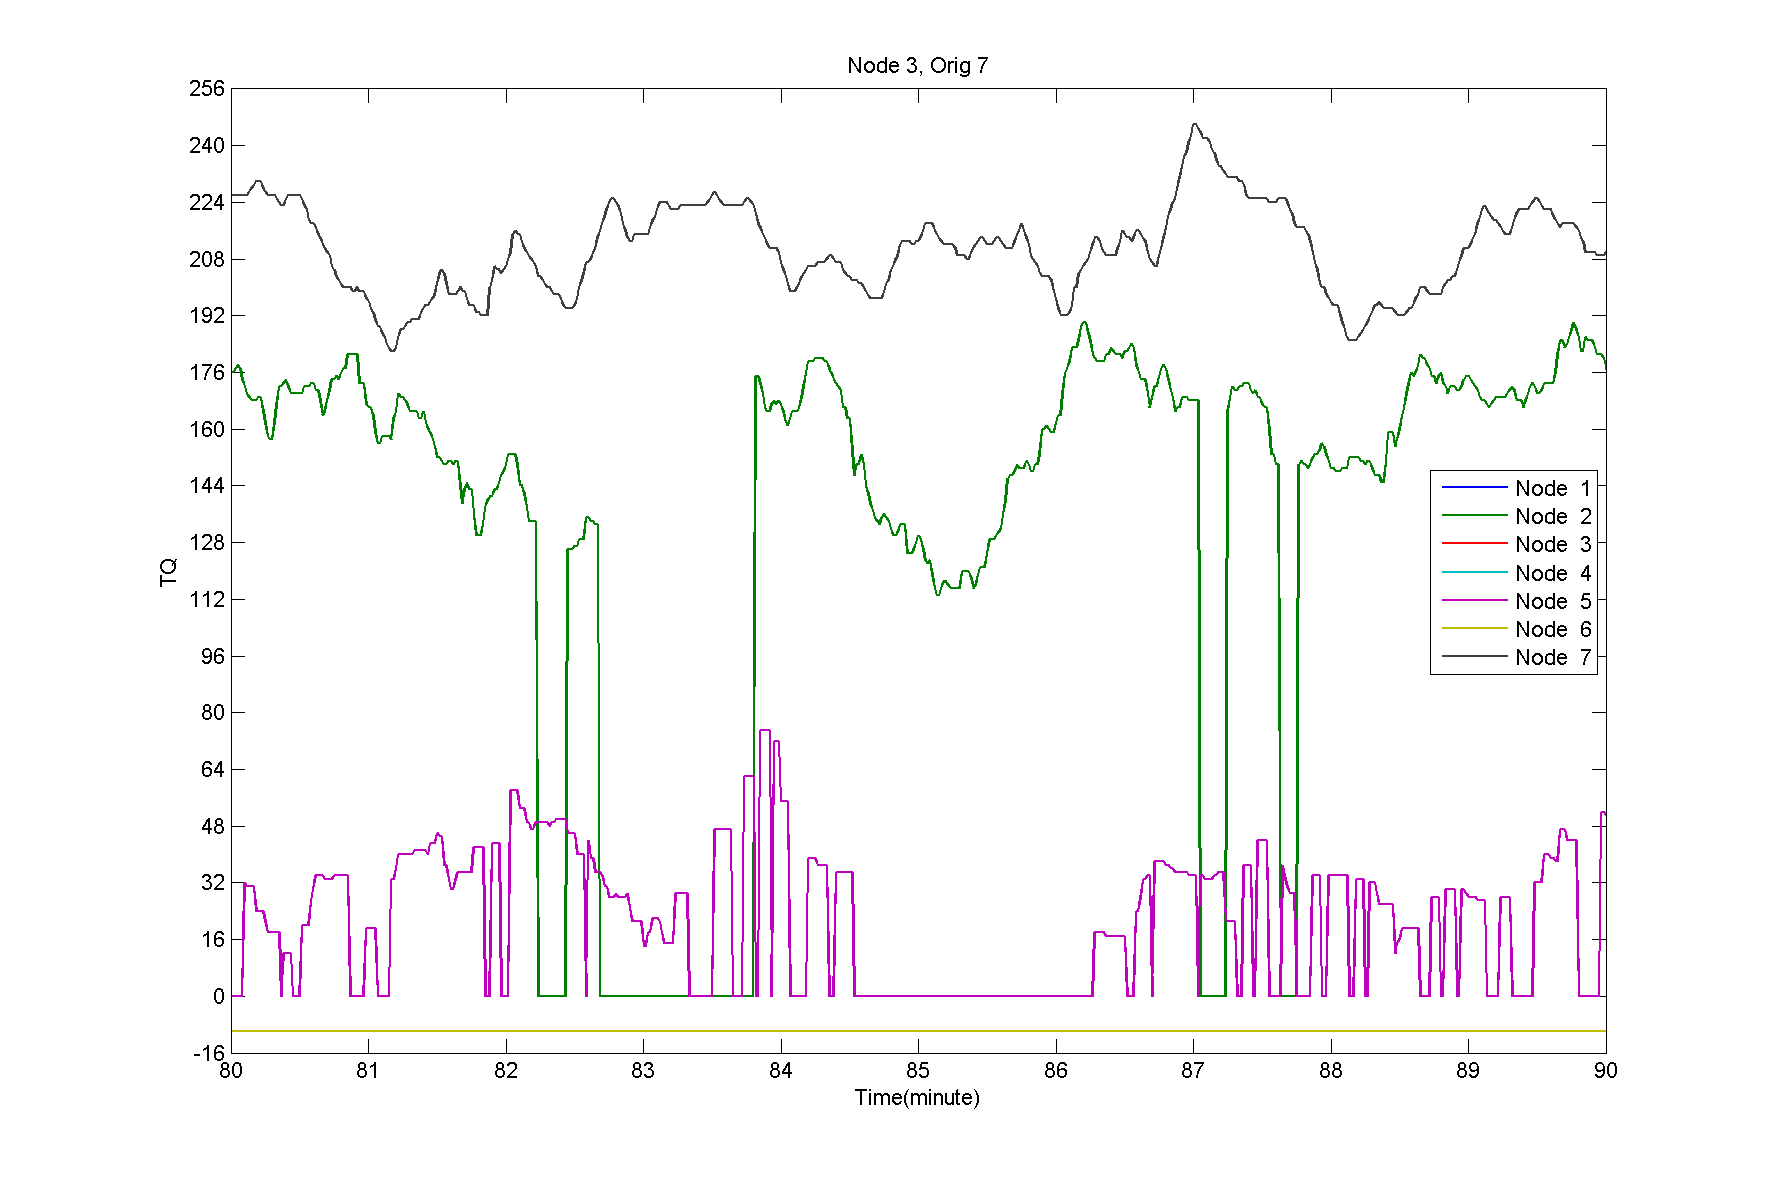 Node 3, Orig 7
256
240
224
208
192
176
160
144
128
112
96
80
64
48
32
16
0
-16
TQ
Node 1
Node 2
Node 3
Node 4
Node 5
Node 6
Node 7
80 81 82 83 84 85 86 87 88 89 90
Time(minute)